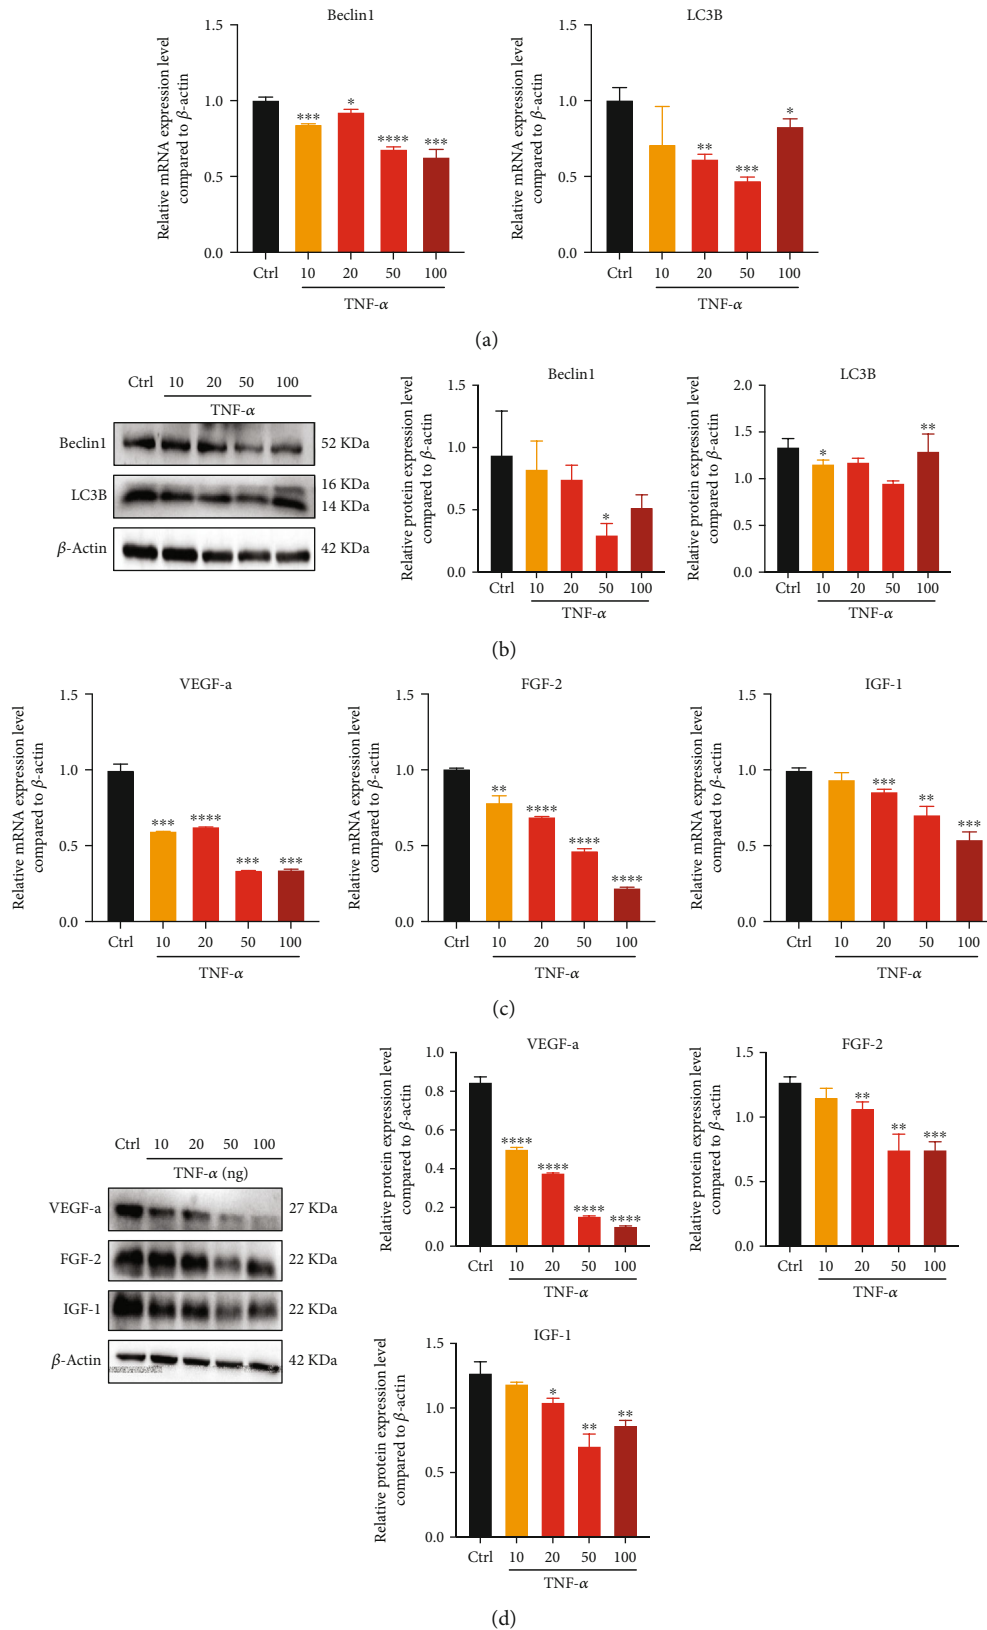 Beclin1
Relative mRNA expression level
compared to β-actin
1.5
1.0
0.5
0.0
***
*
****
***
Ctrl 10 20 50 100
TNF-α
LC3B
Relative mRNA expression level
compared to β-actin
1.5
1.0
0.5
0.0
**
***
*
Ctrl 10 20 50 100
TNF-α
(a)
Ctrl 10 20 50 100
TNF-α
Beclin1 52 KDa
LC3B 16 KDa
14 KDa
β-Actin 42 KDa
Beclin1
Relative protein expression level
compared to β-actin
1.5
1.0
0.5
0.0
*
Ctrl 10 20 50 100
TNF-α
LC3B
Relative protein expression level
compared to β-actin
2.0
1.5
1.0
0.5
0.0
*
**
Ctrl 10 20 50 100
TNF-α
(b)
VEGF-a
Relative mRNA expression level
compared to β-actin
1.5
1.0
0.5
0.0
***
****
***
***
Ctrl 10 20 50 100
TNF-α
FGF-2
Relative mRNA expression level
compared to β-actin
1.5
1.0
0.5
0.0
**
****
****
****
Ctrl 10 20 50 100
TNF-α
IGF-1
Relative mRNA expression level
compared to β-actin
1.5
1.0
0.5
0.0
***
**
***
Ctrl 10 20 50 100
TNF-α
(c)
Ctrl 10 20 50 100
TNF-α (ng)
VEGF-a 27 KDa
FGF-2 22 KDa
IGF-1 22 KDa
β-Actin 42 KDa
VEGF-a
Relative protein expression level
compared to β-actin
1.0
0.8
0.6
0.4
0.2
0.0
****
****
****
****
Ctrl 10 20 50 100
TNF-α
FGF-2
Relative protein expression level
compared to β-actin
1.5
1.0
0.5
0.0
**
**
***
Ctrl 10 20 50 100
TNF-α
IGF-1
Relative protein expression level
compared to β-actin
1.5
1.0
0.5
0.0
*
**
**
Ctrl 10 20 50 100
TNF-α
(d)